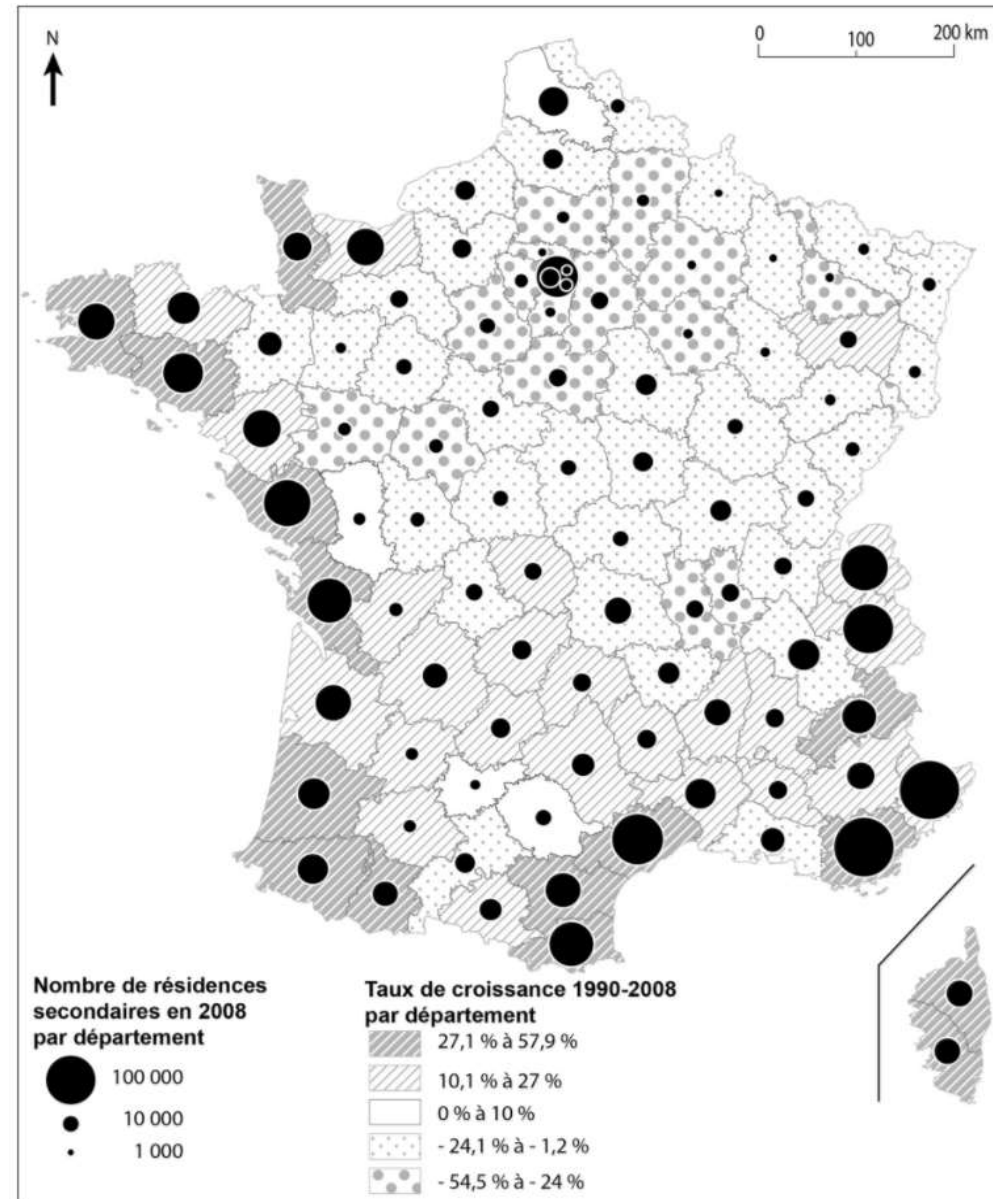 N
0 100 200 km
Nombre de résidences
secondaires en 2008
par département
100 000
10 000
1 000
Taux de croissance 1990-2008
par département
27,1 % à 57,9 %
10,1 % à 27 %
0 % à 10 %
- 24,1 % à - 1,2 %
- 54,5 % à - 24 %